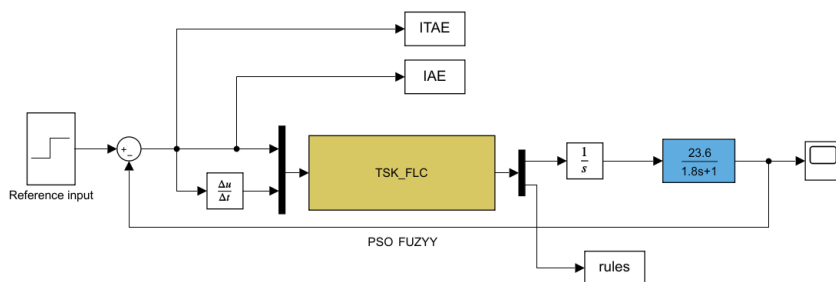 ITAE
IAE
+
−
TSK_FLC
1
s
23.6
1.8s+1
Reference input
Δu
Δt
PSO FUZYY
rules